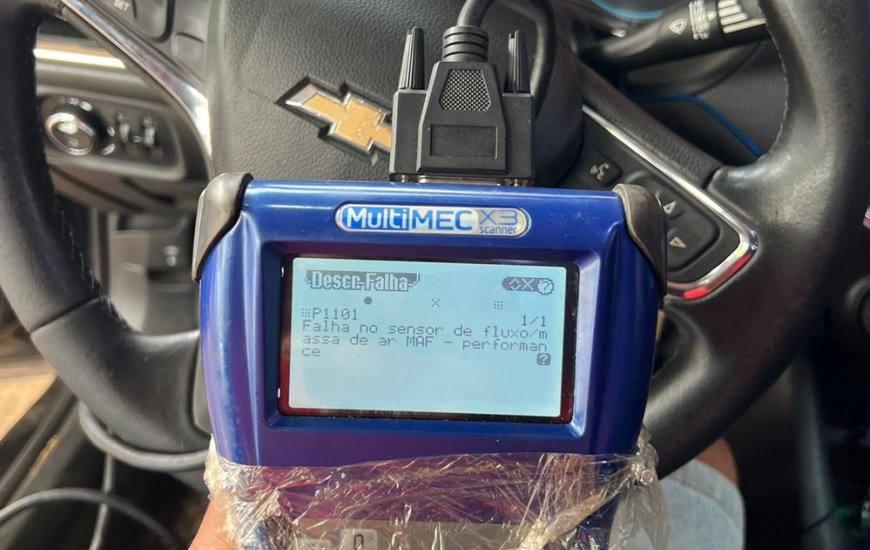 SET
MultiMEC X3
scanner
Descr-Falha
P1101
1/1
Falha no sensor de fluxo/m
assa de ar MAF - performan
ce
?